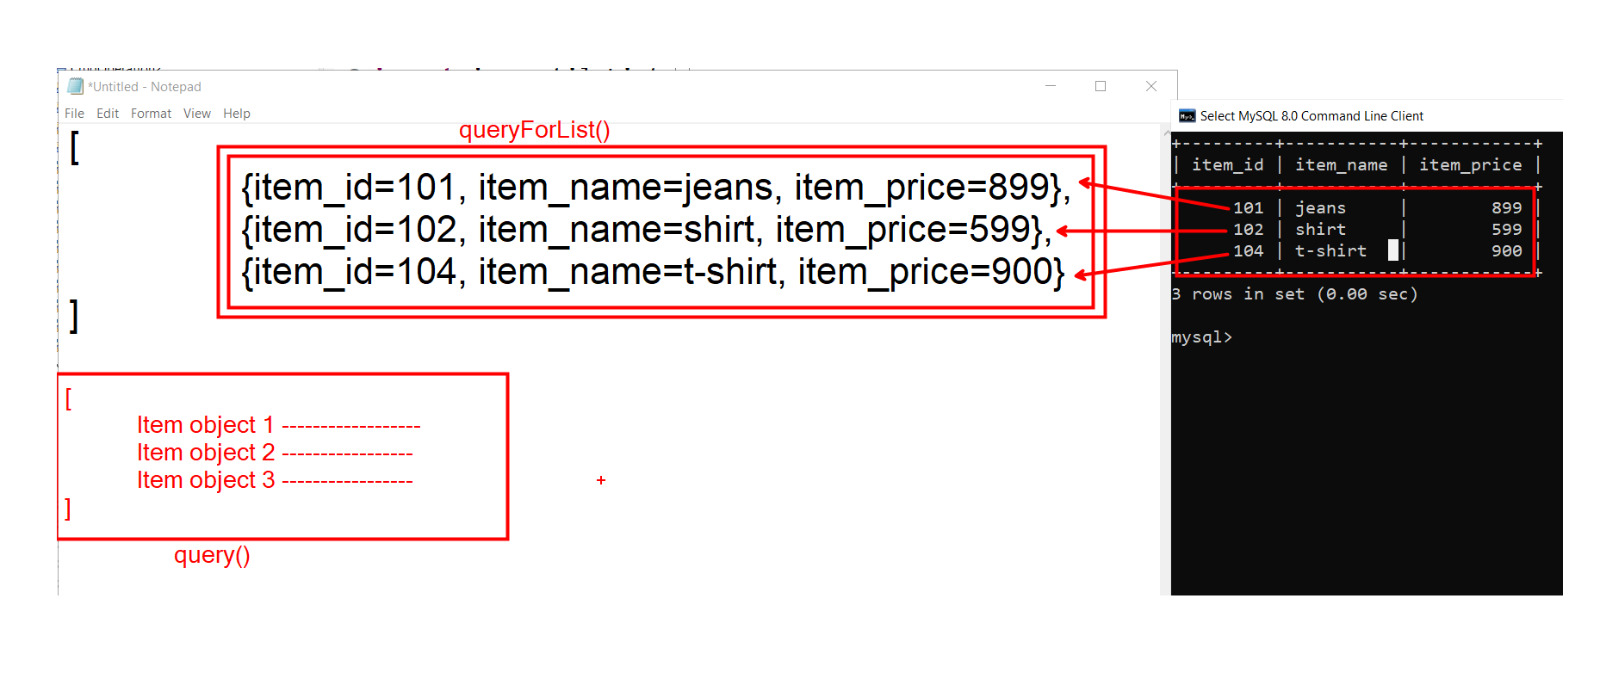 *Untitled - Notepad
File Edit Format View Help
queryForList()
[
{item_id=101, item_name=jeans, item_price=899},
{item_id=102, item_name=shirt, item_price=599},
{item_id=104, item_name=t-shirt, item_price=900}
]
[
Item object 1 ------------------
Item object 2 -----------------
Item object 3 -----------------
]
query()
Select MySQL 8.0 Command Line Client
+---------+-----------+------------+
| item_id | item_name | item_price |
+---------+-----------+------------+
101 | jeans | 899 |
102 | shirt | 599 |
104 | t-shirt | 900 |
+---------+-----------+------------+
3 rows in set (0.00 sec)
mysql>